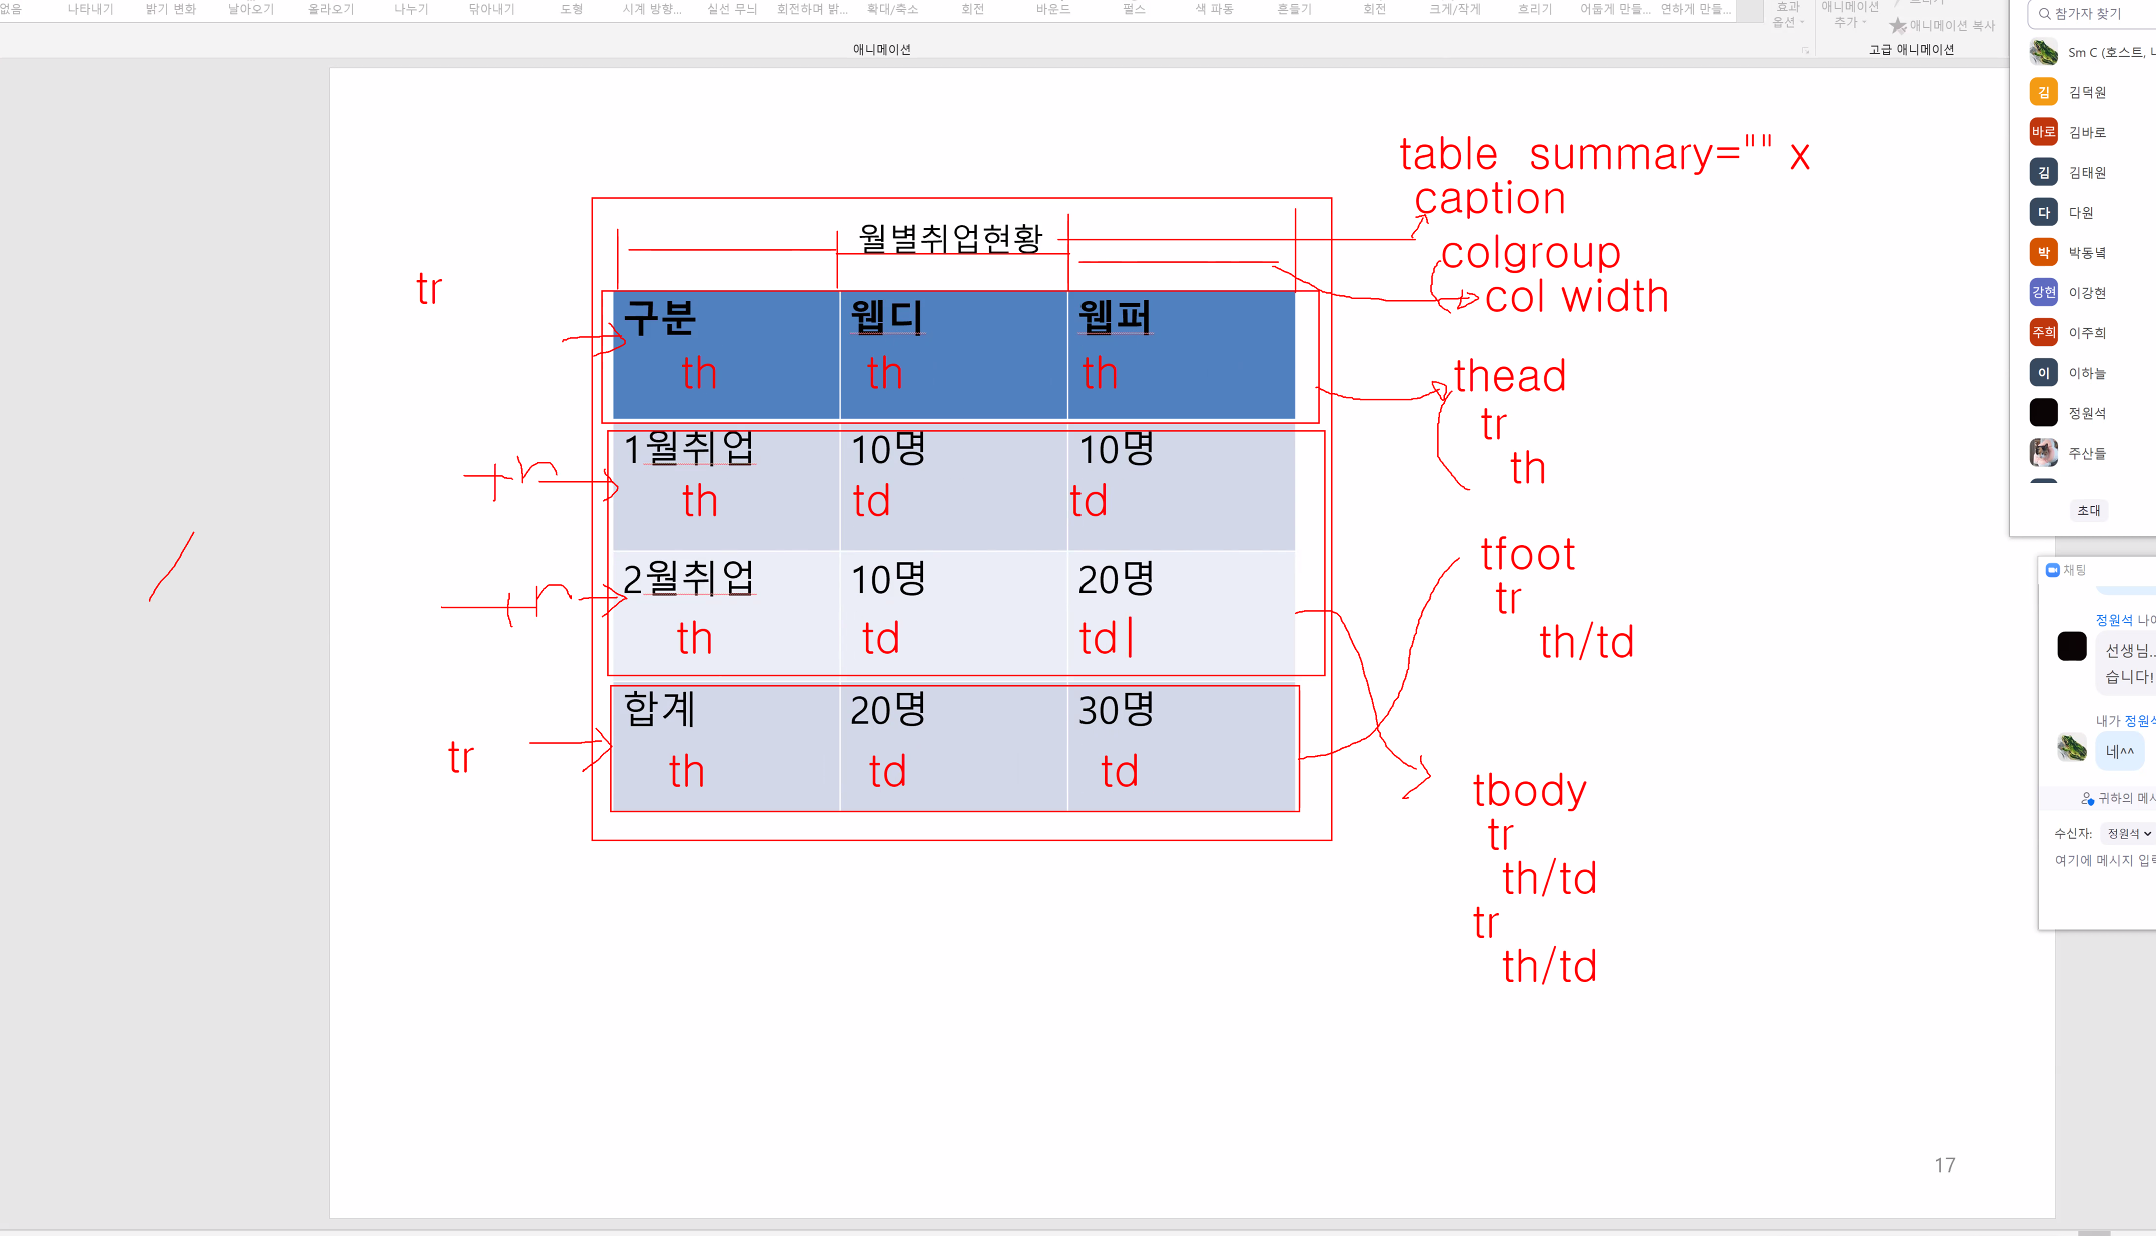 없음 나타내기 밝기 변화 날아오기 올라오기 나누기 닦아내기 도형 시계 방향... 실선 무늬 회전하며 밝... 확대/축소 회전 바운드 펄스 색 파동 흔들기 회전 크게/작게 흐리기 어둡게 만들... 연하게 만들...
효과 옵션
애니메이션 추가
애니메이션 복사
애니메이션
고급 애니메이션
table summary="" x
caption
colgroup
col width
thead
tr
th
tfoot
tr
th/td
tbody
tr
th/td
tr
th/td
월별취업현황
tr
구분 웹디 웹퍼
th th th
tr
1월취업 10명 10명
th td td
tr
2월취업 10명 20명
th td td
합계 20명 30명
tr
th td td
17
참가자 찾기
Sm C (호스트,
김 김덕원
바로 김바로
김 김태원
다 다원
박 박동녘
강현 이강현
주희 이주희
이 이하늘
정원석
주산들
초대
채팅
정원석
선생님..
습니다!
내가 정원석
네^^
귀하의
수신자: 정원석
여기에 메시지